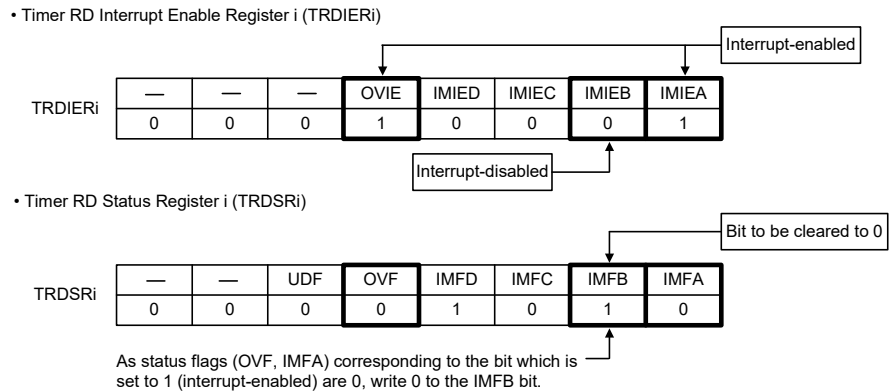 • Timer RD Interrupt Enable Register i (TRDIERi)
Interrupt-enabled
TRDIERi
— — — OVIE IMIED IMIEC IMIEB IMIEA
0 0 0 1 0 0 0 1
Interrupt-disabled
• Timer RD Status Register i (TRDSRi)
Bit to be cleared to 0
TRDSRi
— — UDF OVF IMFD IMFC IMFB IMFA
0 0 0 0 1 0 1 0
As status flags (OVF, IMFA) corresponding to the bit which is
set to 1 (interrupt-enabled) are 0, write 0 to the IMFB bit.